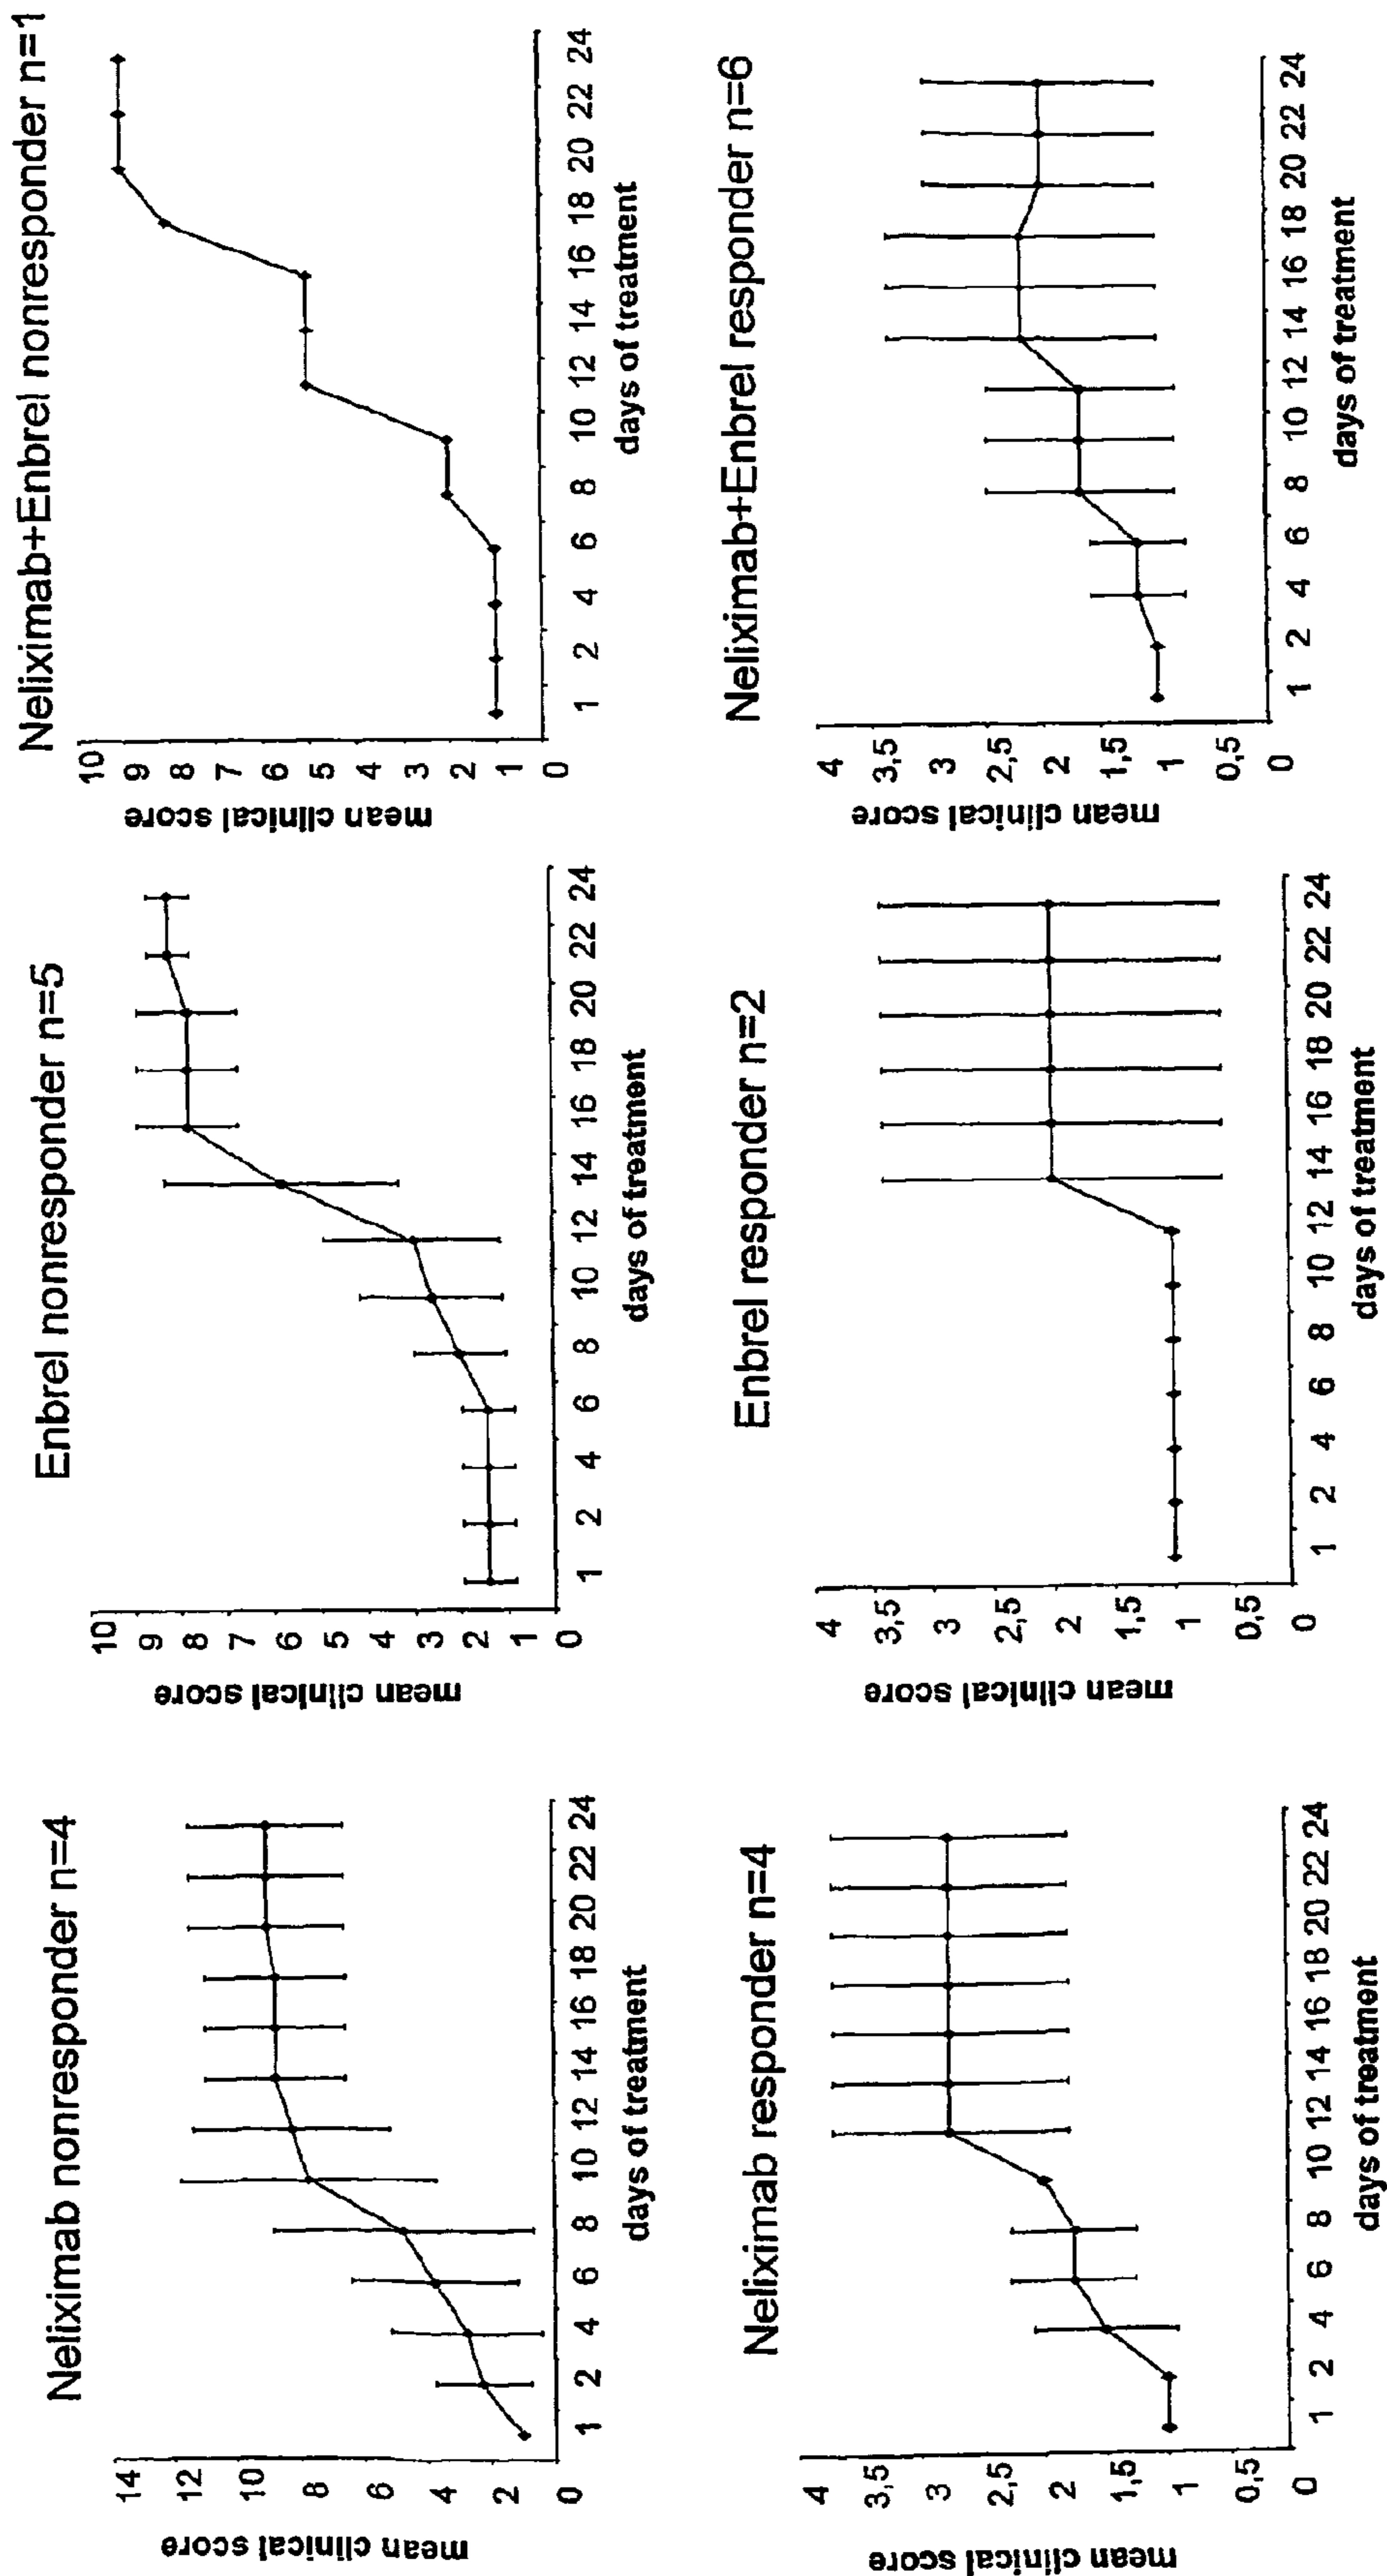 Neliximab nonresponder n=4
mean clinical score
14
12
10
8
6
4
2
0
1 2 4 6 8 10 12 14 16 18 20 22 24
days of treatment
Enbrel nonresponder n=5
mean clinical score
10
9
8
7
6
5
4
3
2
1
0
1 2 4 6 8 10 12 14 16 18 20 22 24
days of treatment
Neliximab+Enbrel nonresponder n=1
mean clinical score
10
9
8
7
6
5
4
3
2
1
0
1 2 4 6 8 10 12 14 16 18 20 22 24
days of treatment
Neliximab responder n=4
mean clinical score
4
3,5
3
2,5
2
1,5
1
0,5
0
1 2 4 6 8 10 12 14 16 18 20 22 24
days of treatment
Enbrel responder n=2
mean clinical score
4
3,5
3
2,5
2
1,5
1
0,5
0
1 2 4 6 8 10 12 14 16 18 20 22 24
days of treatment
Neliximab+Enbrel responder n=6
mean clinical score
4
3,5
3
2,5
2
1,5
1
0,5
0
1 2 4 6 8 10 12 14 16 18 20 22 24
days of treatment